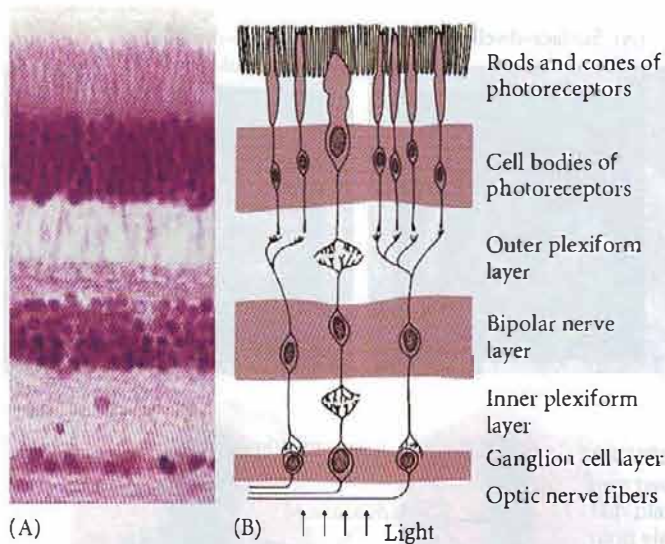 Rods and cones of
photoreceptors
Cell bodies of
photoreceptors
Outer plexiform
layer
Bipolar nerve
layer
Inner plexiform
layer
Ganglion cell layer
Optic nerve fibers
(A)
(B)
Light